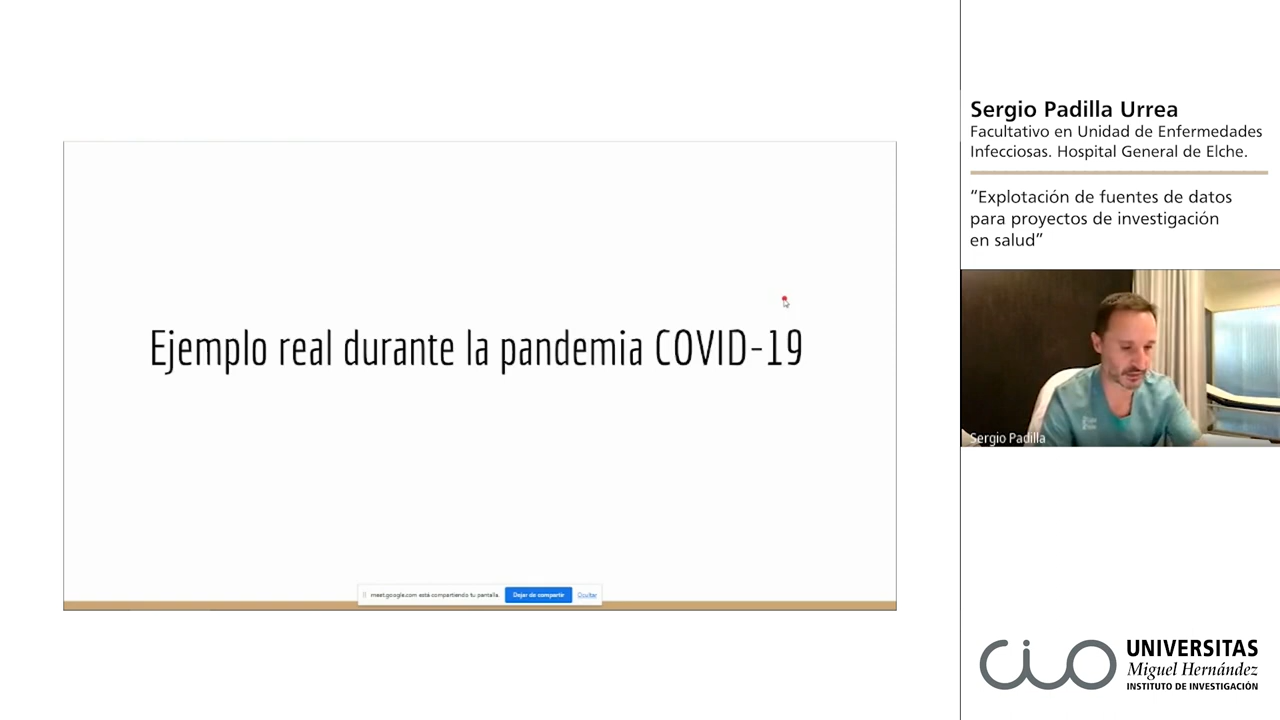 Ejemplo real durante la pandemia COVID-19
meet.google.com está compartiendo tu pantalla.
Dejar de compartir
Ocultar
Sergio Padilla Urrea
Facultativo en Unidad de Enfermedades
Infecciosas. Hospital General de Elche.
“Explotación de fuentes de datos
para proyectos de investigación
en salud”
Sergio Padilla
cio
UNIVERSITAS
Miguel Hernández
INSTITUTO DE INVESTIGACIÓN